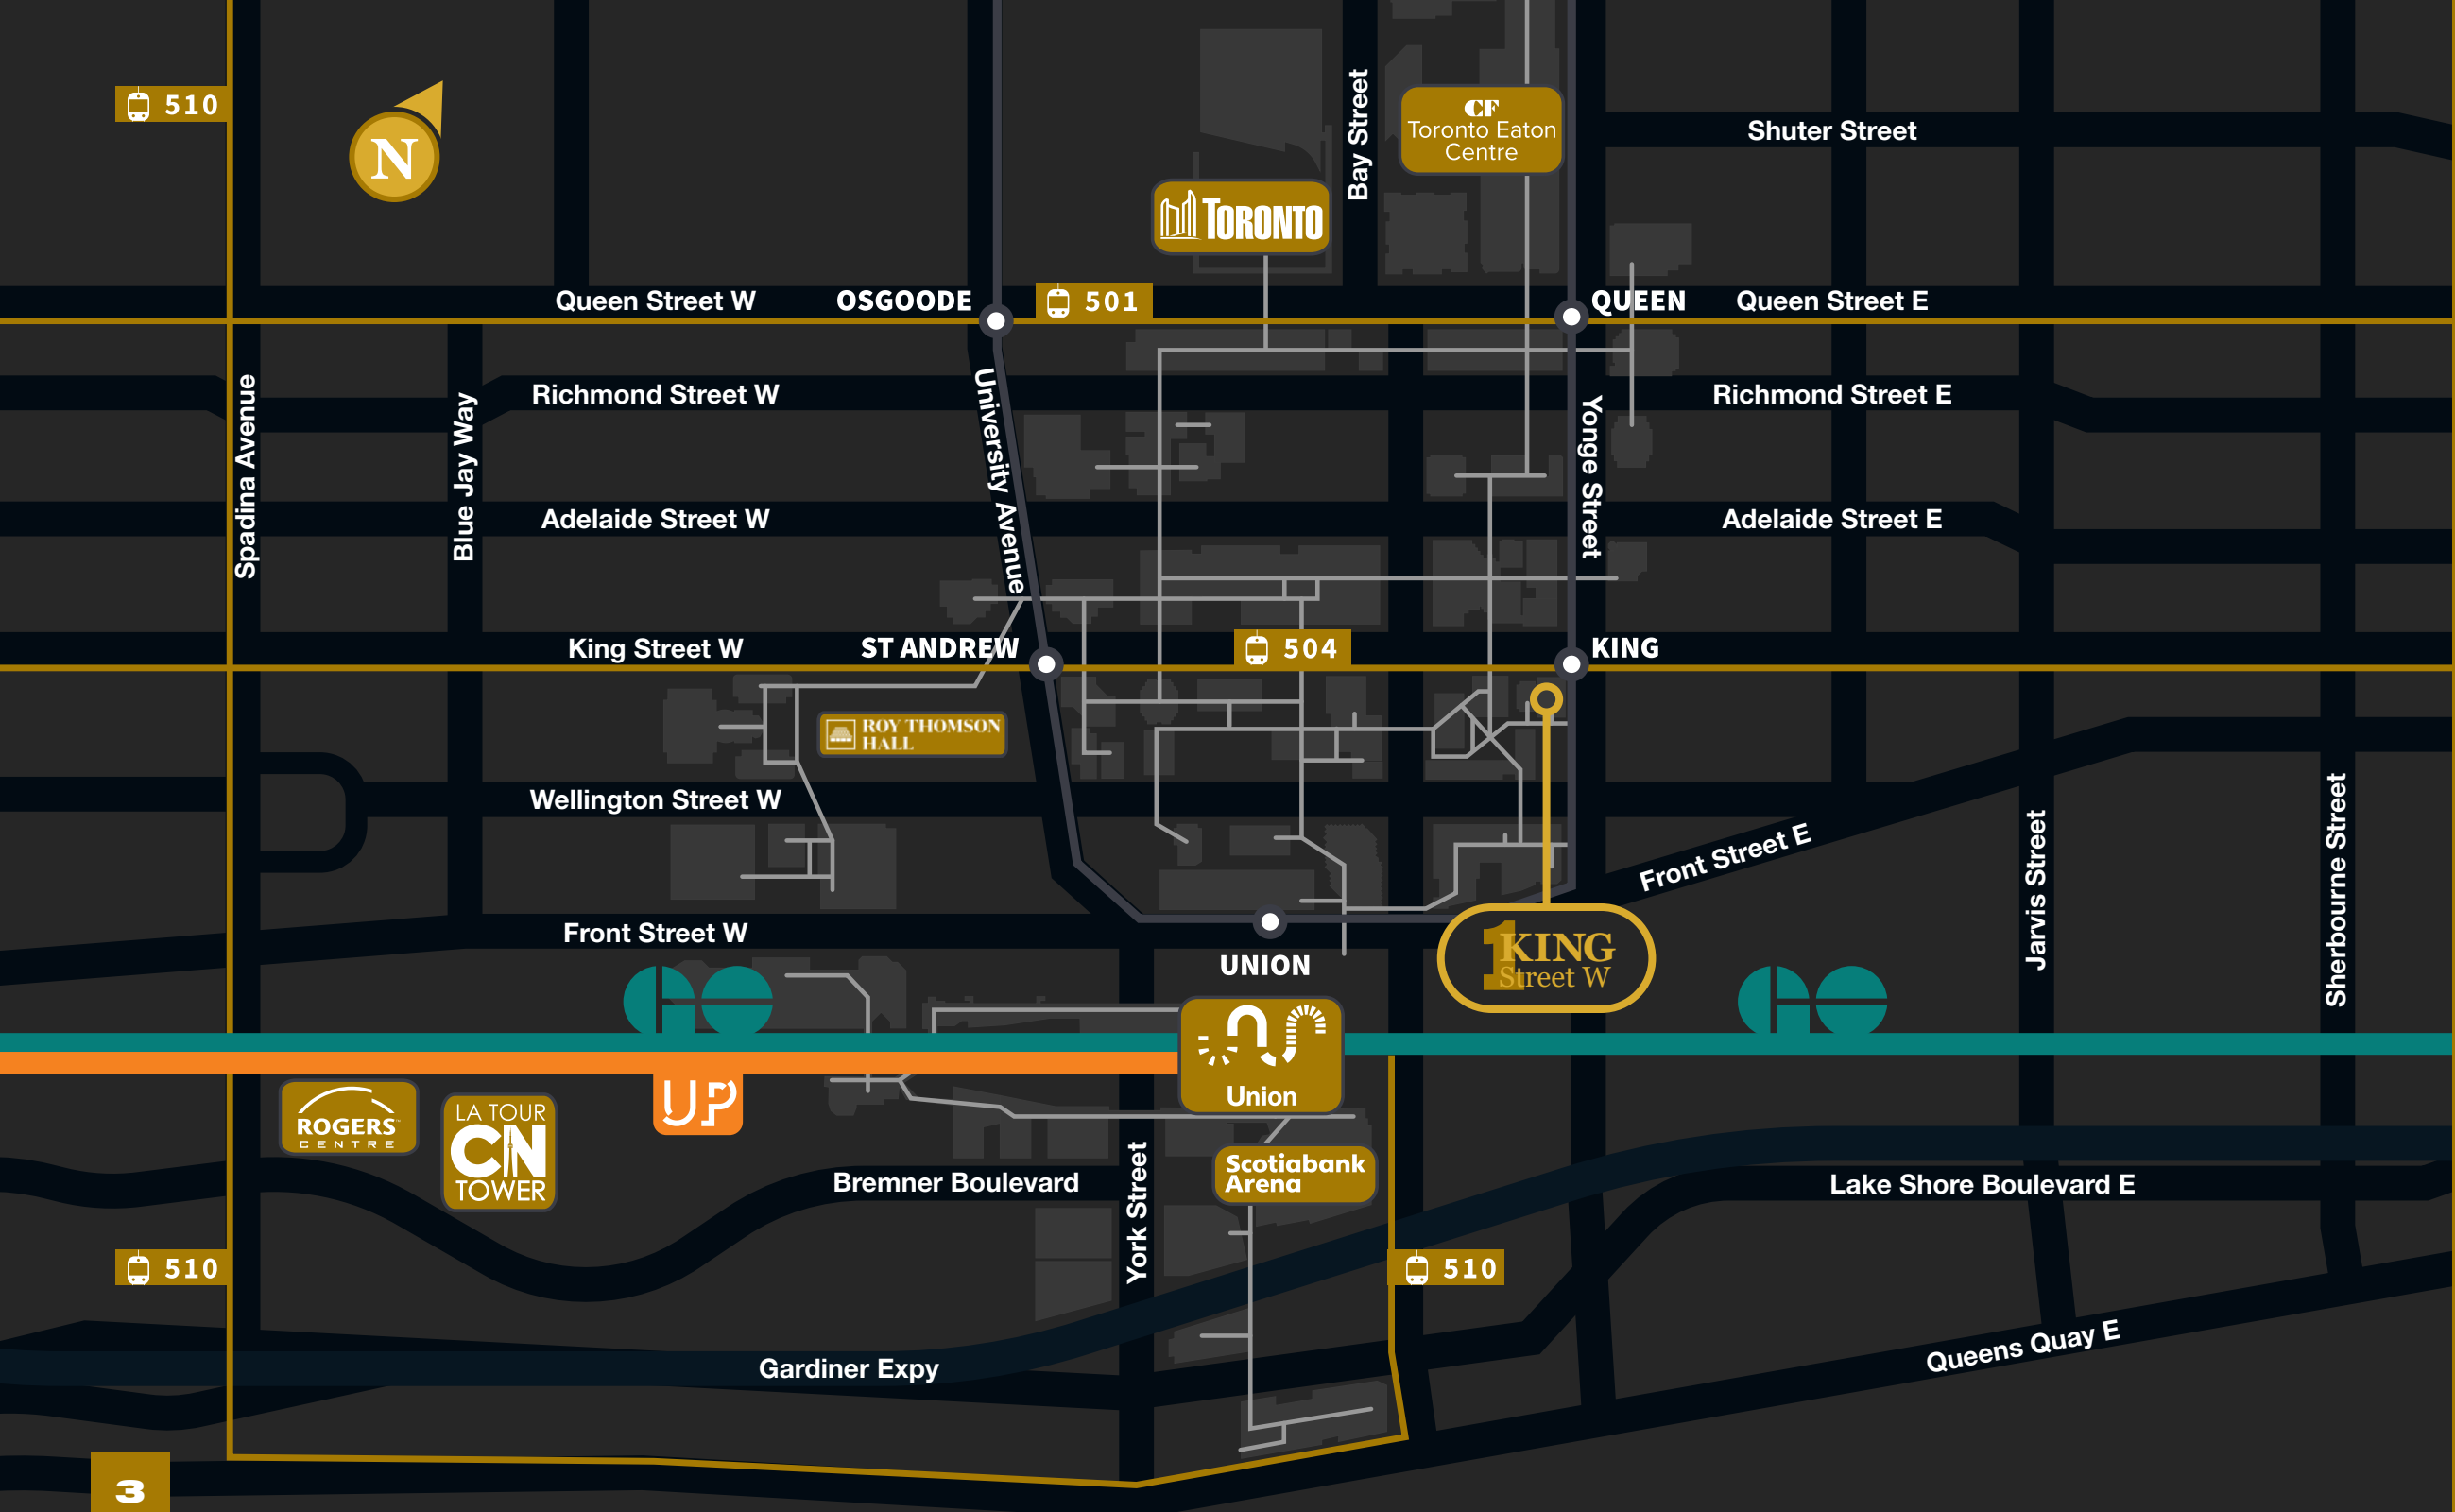 510
N
Bay Street
CF
Toronto Eaton
Centre
Shuter Street
TORONTO
Queen Street W
OSGOODE
501
QUEEN
Queen Street E
Spadina Avenue
Blue Jay Way
Richmond Street W
University Avenue
Yonge Street
Richmond Street E
Adelaide Street W
Adelaide Street E
King Street W
ST ANDREW
504
KING
ROY THOMSON
HALL
Wellington Street W
Front Street E
Jarvis Street
Sherbourne Street
Front Street W
UNION
1 KING
Street W
GO
GO
Union
UP
ROGERS
CENTRE
LA TOUR
CN
TOWER
Scotiabank
Arena
Bremner Boulevard
York Street
Lake Shore Boulevard E
510
510
Gardiner Expy
Queens Quay E
3